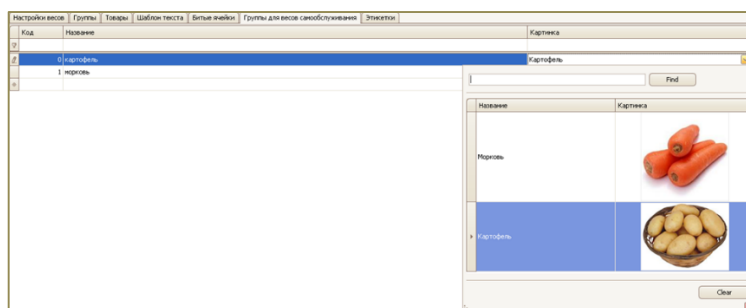 Настройки весов Группы Товары Шаблон текста Битые ячейки Группы для весов самообслуживания Этикетки
Код Название Картинка
0 картофель Картофель
1 морковь
Find
Название Картинка
Морковь
Картофель
Clear